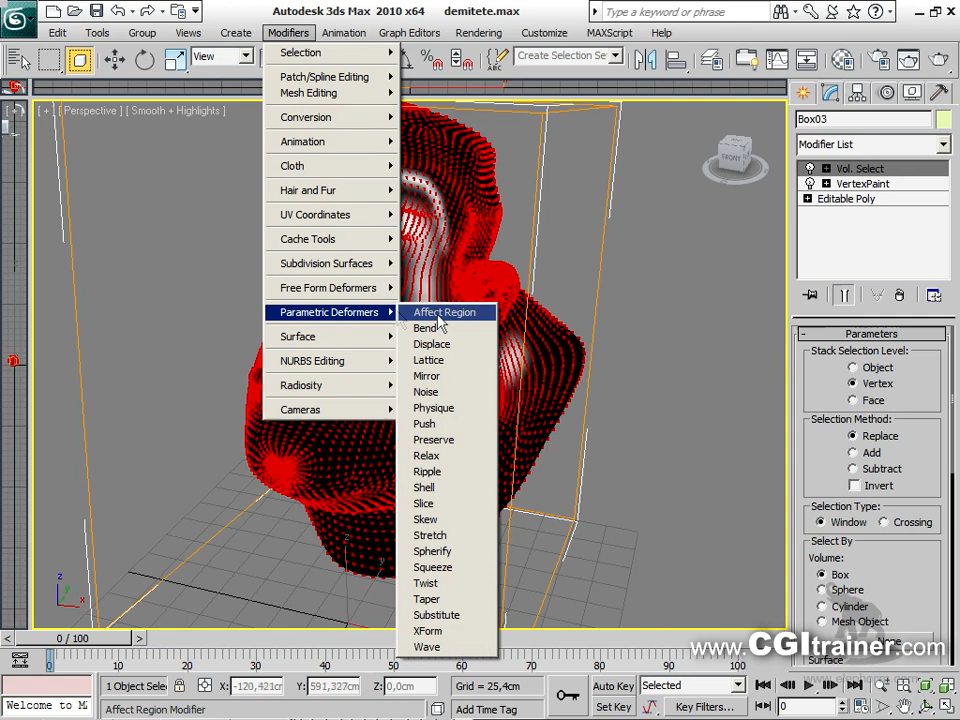 Autodesk 3ds Max 2010 x64 demitete.max
Type a keyword or phrase
Edit Tools Group Views Create Modifiers Animation Graph Editors Rendering Customize MAXScript Help
View
Create Selection Se
[ + ] [ Perspective ] [ Smooth + Highlights ]
FRONT
Selection
Patch/Spline Editing
Mesh Editing
Conversion
Animation
Cloth
Hair and Fur
UV Coordinates
Cache Tools
Subdivision Surfaces
Free Form Deformers
Parametric Deformers
Surface
NURBS Editing
Radiosity
Cameras
Affect Region
Bend
Displace
Lattice
Mirror
Noise
Physique
Push
Preserve
Relax
Ripple
Shell
Slice
Skew
Stretch
Spherify
Squeeze
Twist
Taper
Substitute
XForm
Wave
Box03
Modifier List
Vol. Select
VertexPaint
Editable Poly
Parameters
Stack Selection Level:
Object
Vertex
Face
Selection Method:
Replace
Add
Subtract
Invert
Selection Type:
Window Crossing
Select By
Volume:
Box
Sphere
Cylinder
Mesh Object
None
Surface
www.CGItrainer.com
z
x
z
y
0 / 100
0 10 20 30 40 50 60 70 80 90 100
1 Object Selec
X: -120,421cm Y: 591,327cm Z: 0,0cm
Grid = 25,4cm
Auto Key Selected
Welcome to M
Affect Region Modifier
Add Time Tag
Set Key Key Filters...
0